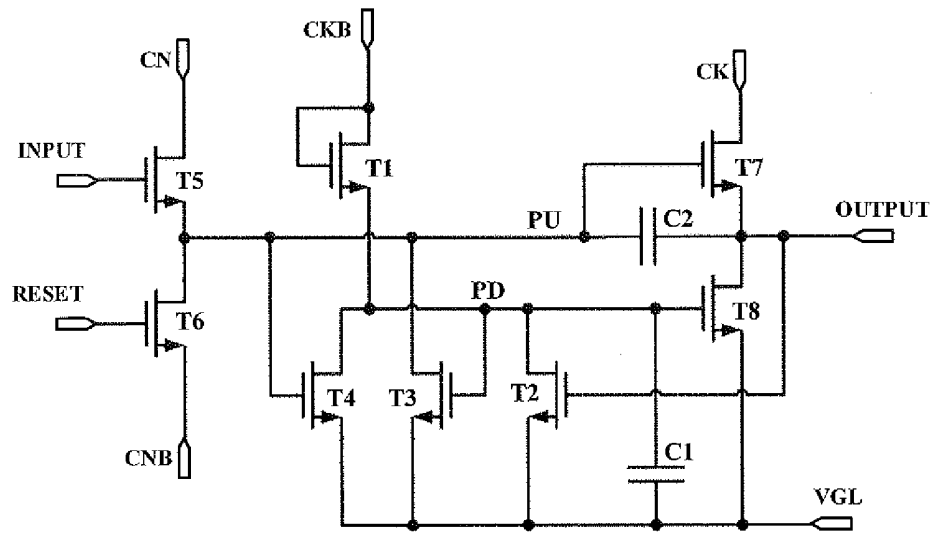 CKB
CN
CK
INPUT
T5
T1
T7
PU
C2
OUTPUT
RESET
T6
PD
T8
T4
T3
T2
CNB
C1
VGL